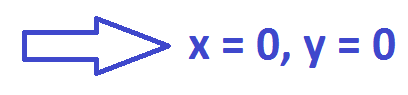 x = 0, y = 0